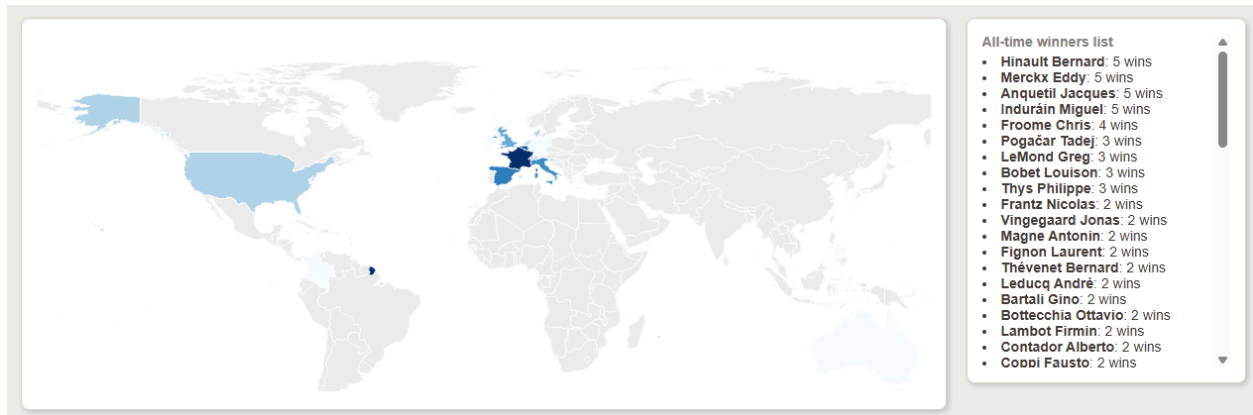 All-time winners list
• Hinault Bernard: 5 wins
• Merckx Eddy: 5 wins
• Anquetil Jacques: 5 wins
• Induráin Miguel: 5 wins
• Froome Chris: 4 wins
• Pogačar Tadej: 3 wins
• LeMond Greg: 3 wins
• Bobet Louison: 3 wins
• Thys Philippe: 3 wins
• Frantz Nicolas: 2 wins
• Vingegaard Jonas: 2 wins
• Magne Antonin: 2 wins
• Fignon Laurent: 2 wins
• Thévenet Bernard: 2 wins
• Leducq André: 2 wins
• Bartali Gino: 2 wins
• Bottecchia Ottavio: 2 wins
• Lambot Firmin: 2 wins
• Contador Alberto: 2 wins
• Coppi Fausto: 2 wins